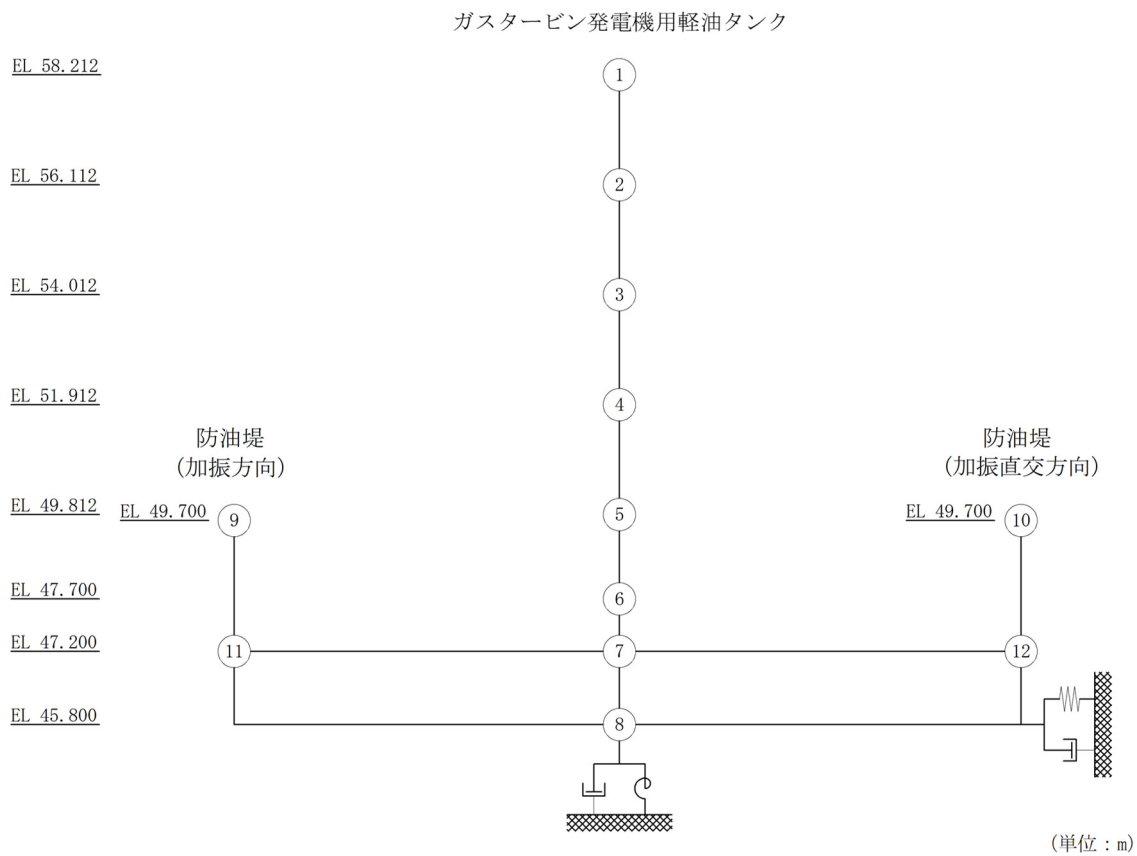 ガスタービン発電機用軽油タンク
EL 58.212
1
EL 56.112
2
EL 54.012
3
EL 51.912
4
防油堤
(加振方向)
防油堤
(加振直交方向)
EL 49.812
EL 49.700
9
5
EL 49.700
10
EL 47.700
6
EL 47.200
11
7
12
EL 45.800
8
(単位：m)